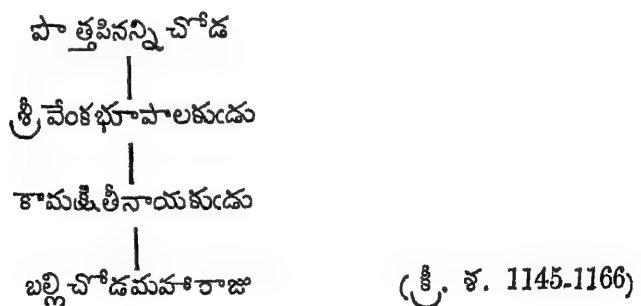 పొత్తపినన్ని చోడ
శ్రీ వేంకభూపాలకుఁడు
కామక్షితీనాయకుఁడు
బల్లి చోడమహారాజు (క్రీ. శ. 1145-1166)